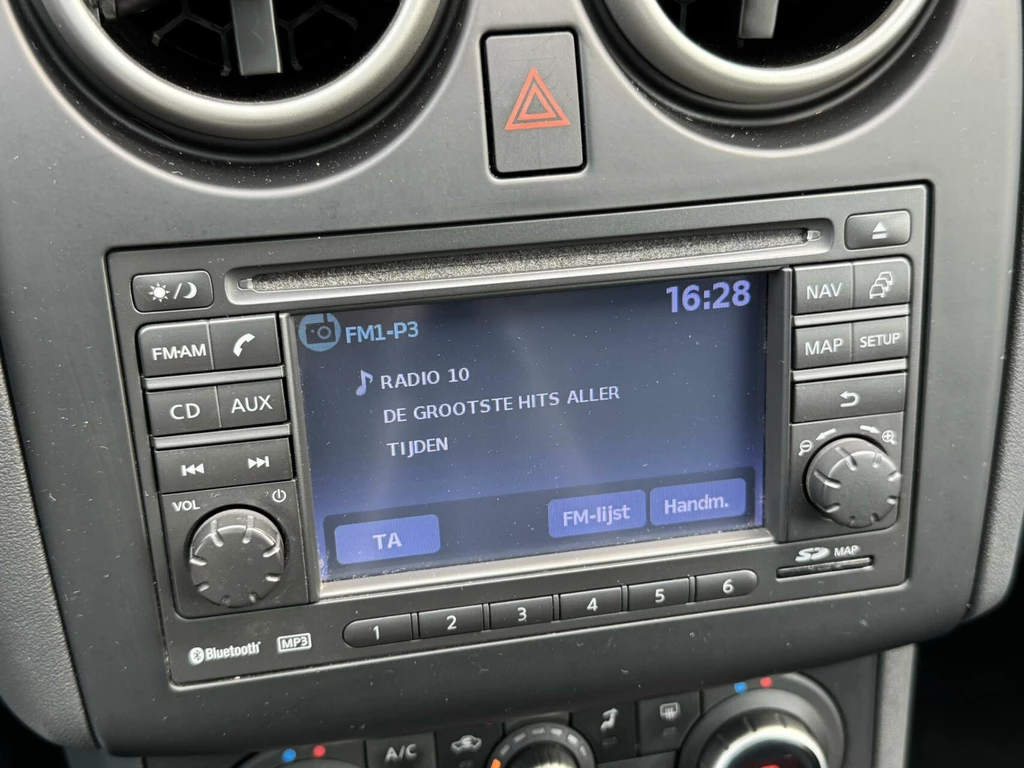 16:28
FM1-P3
RADIO 10
DE GROOTSTE HITS ALLER
TIJDEN
TA
FM-lijst
Handm.
FM·AM
CD
AUX
VOL
NAV
MAP
SETUP
SD MAP
1 2 3 4 5 6
Bluetooth
MP3
A/C